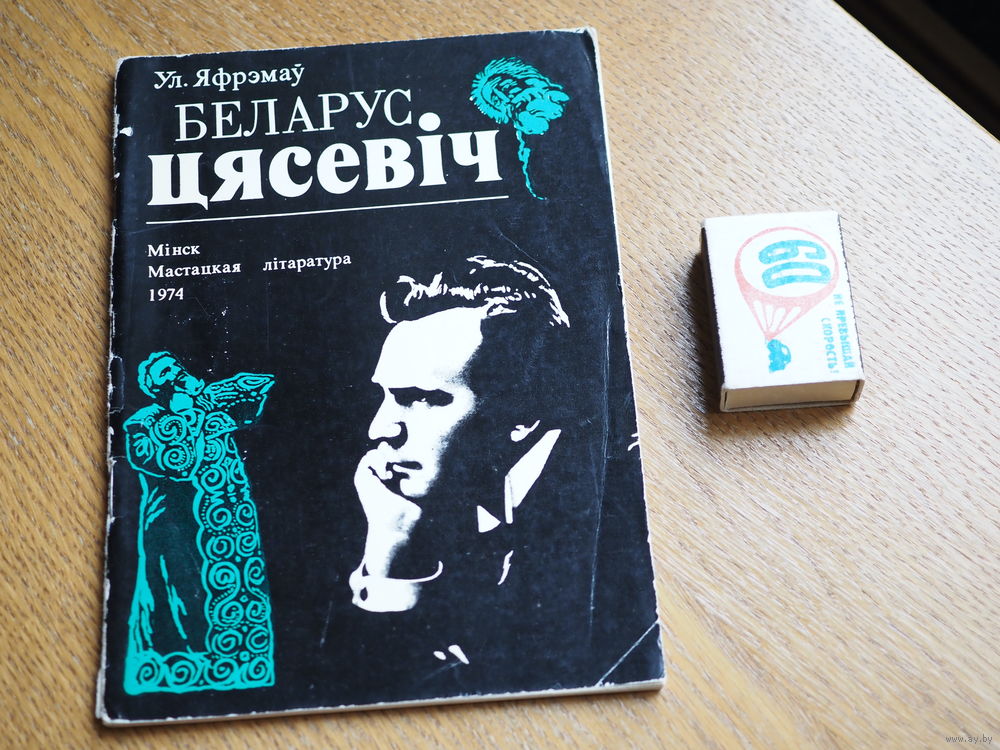 Ул. Яфрэмаў
БЕЛАРУС
цясевіч
Мінск
Мастацкая літаратура
1974
60
НЕ ПРЕВЫШАЙ
СКОРОСТЬ!
www.ay.by